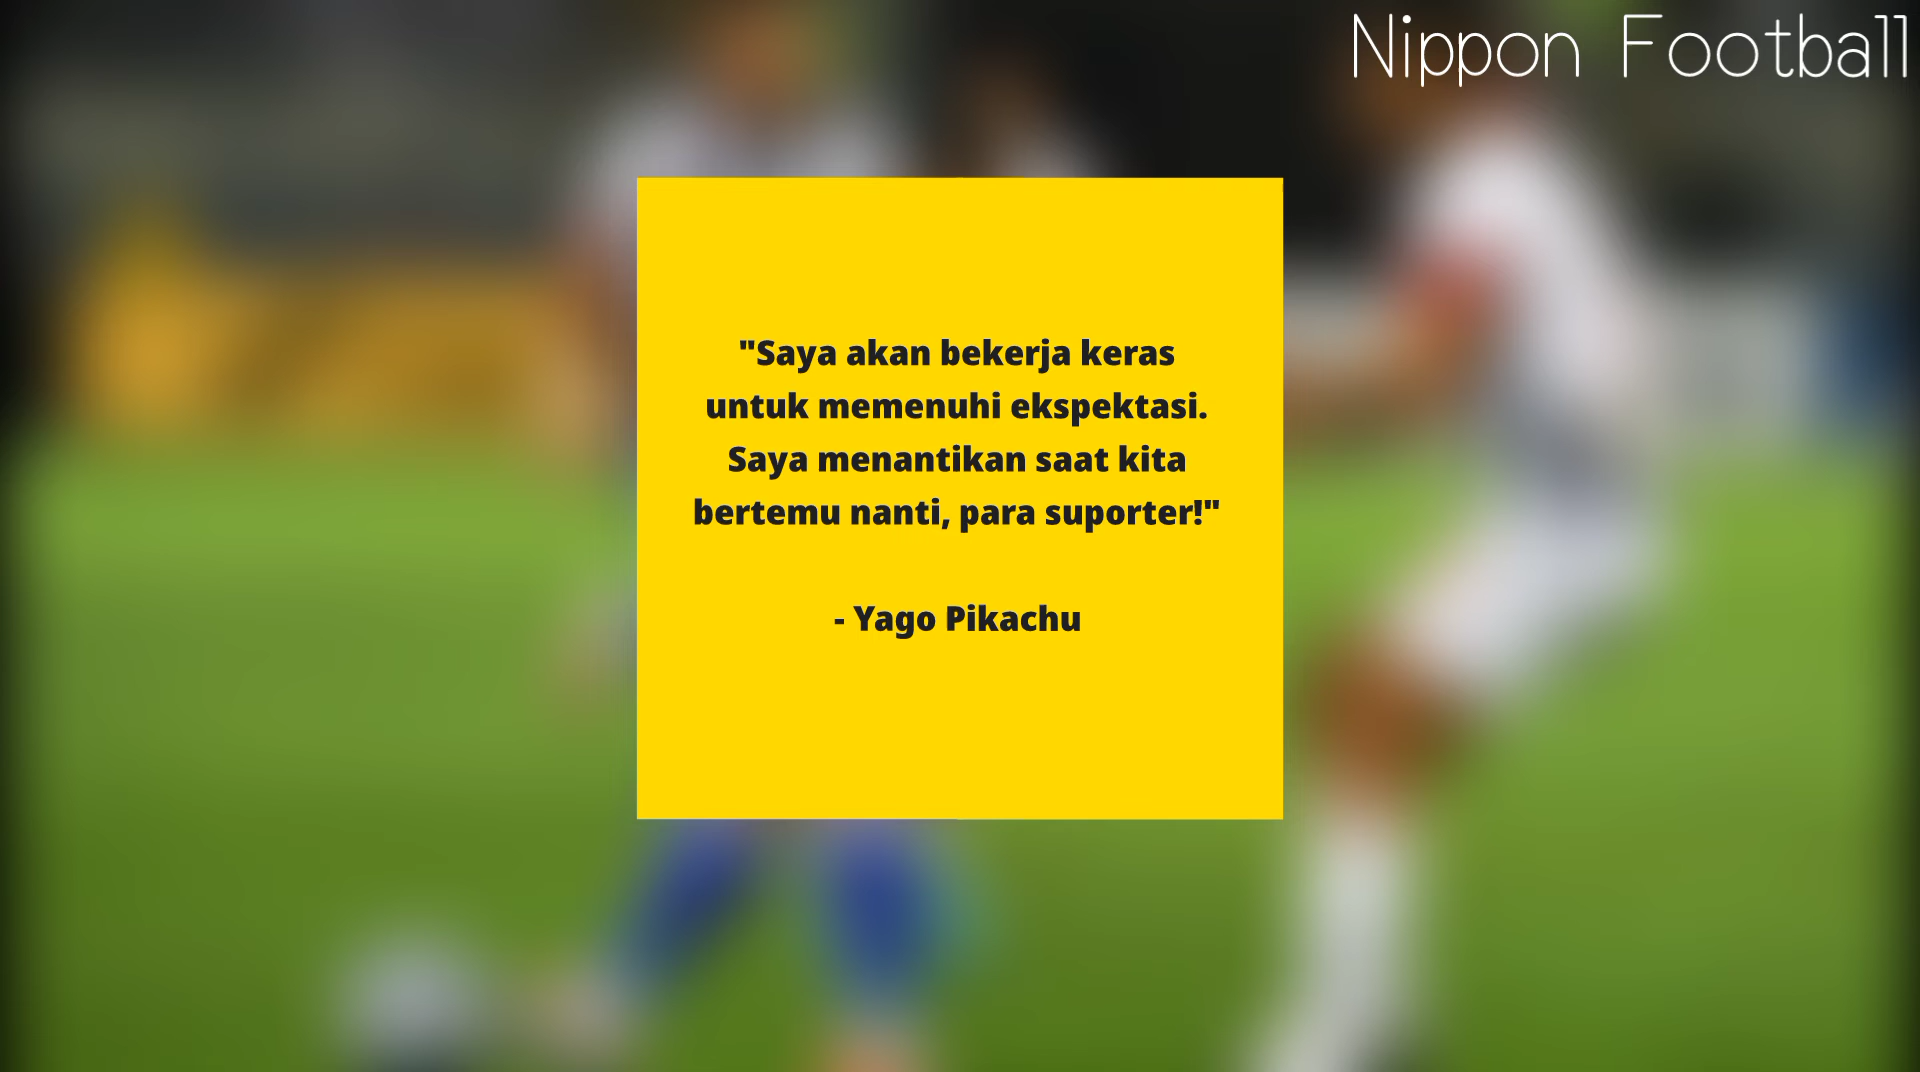 Nippon Football
"Saya akan bekerja keras
untuk memenuhi ekspektasi.
Saya menantikan saat kita
bertemu nanti, para suporter!"
- Yago Pikachu